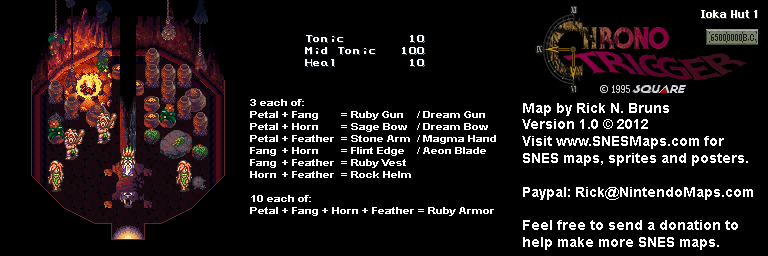 Tonic 10
Mid Tonic 100
Heal 10
3 each of:
Petal + Fang = Ruby Gun / Dream Gun
Petal + Horn = Sage Bow / Dream Bow
Petal + Feather = Stone Arm / Magma Hand
Fang + Horn = Flint Edge / Aeon Blade
Fang + Feather = Ruby Vest
Horn + Feather = Rock Helm
10 each of:
Petal + Fang + Horn + Feather = Ruby Armor
Ioka Hut 1
65000000B.C.
CHRONO
TRIGGER
© 1995 SQUARE
Map by Rick N. Bruns
Version 1.0 © 2012
Visit www.SNESMaps.com for
SNES maps, sprites and posters.
Paypal: Rick@NintendoMaps.com
Feel free to send a donation to
help make more SNES maps.